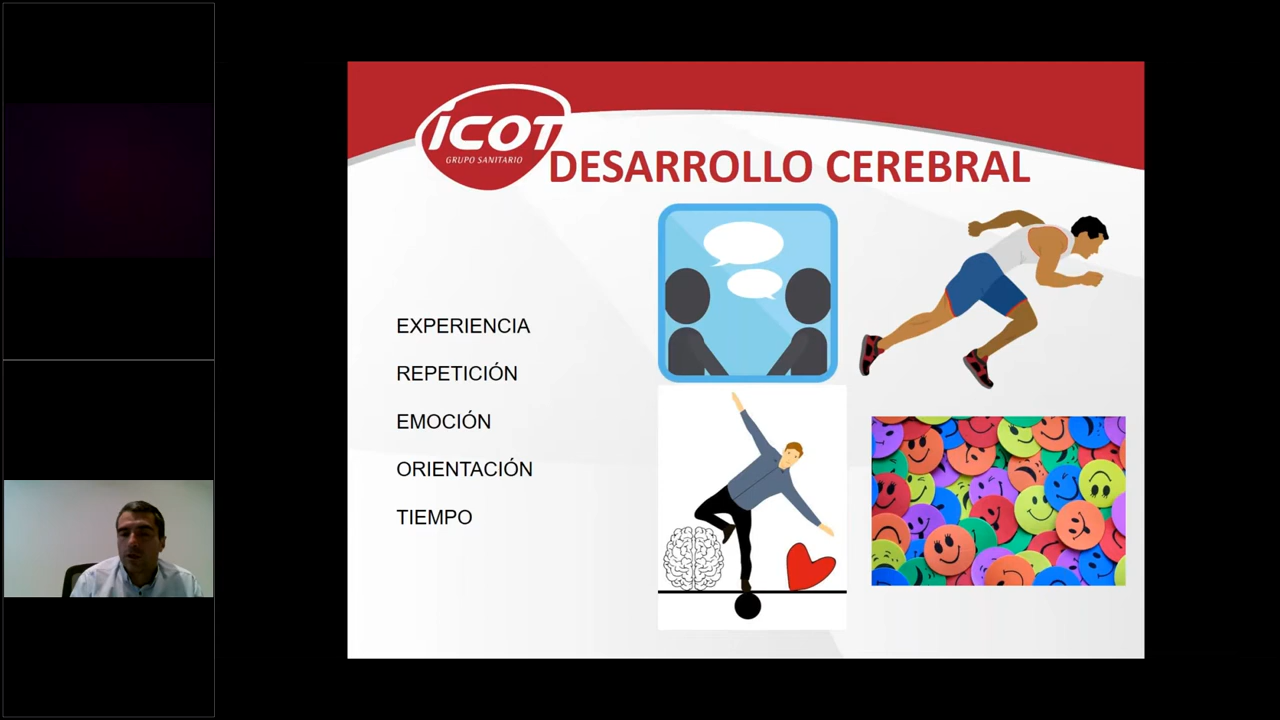 iCOT
GRUPO SANITARIO
DESARROLLO CEREBRAL
EXPERIENCIA
REPETICIÓN
EMOCIÓN
ORIENTACIÓN
TIEMPO